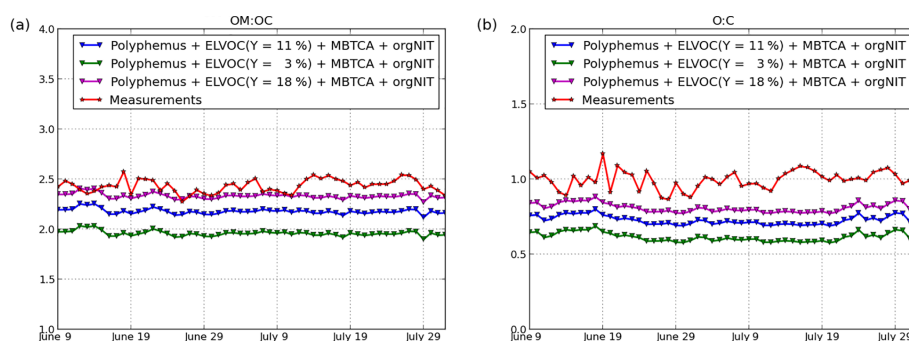 (a)
OM:OC
4.0
3.5
3.0
2.5
2.0
1.5
1.0
Polyphemus + ELVOC(Y = 11 %) + MBTCA + orgNIT
Polyphemus + ELVOC(Y = 3 %) + MBTCA + orgNIT
Polyphemus + ELVOC(Y = 18 %) + MBTCA + orgNIT
Measurements
June 9 June 19 June 29 July 9 July 19 July 29
(b)
O:C
2.0
1.5
1.0
0.5
0.0
Polyphemus + ELVOC(Y = 11 %) + MBTCA + orgNIT
Polyphemus + ELVOC(Y = 3 %) + MBTCA + orgNIT
Polyphemus + ELVOC(Y = 18 %) + MBTCA + orgNIT
Measurements
June 9 June 19 June 29 July 9 July 19 July 29